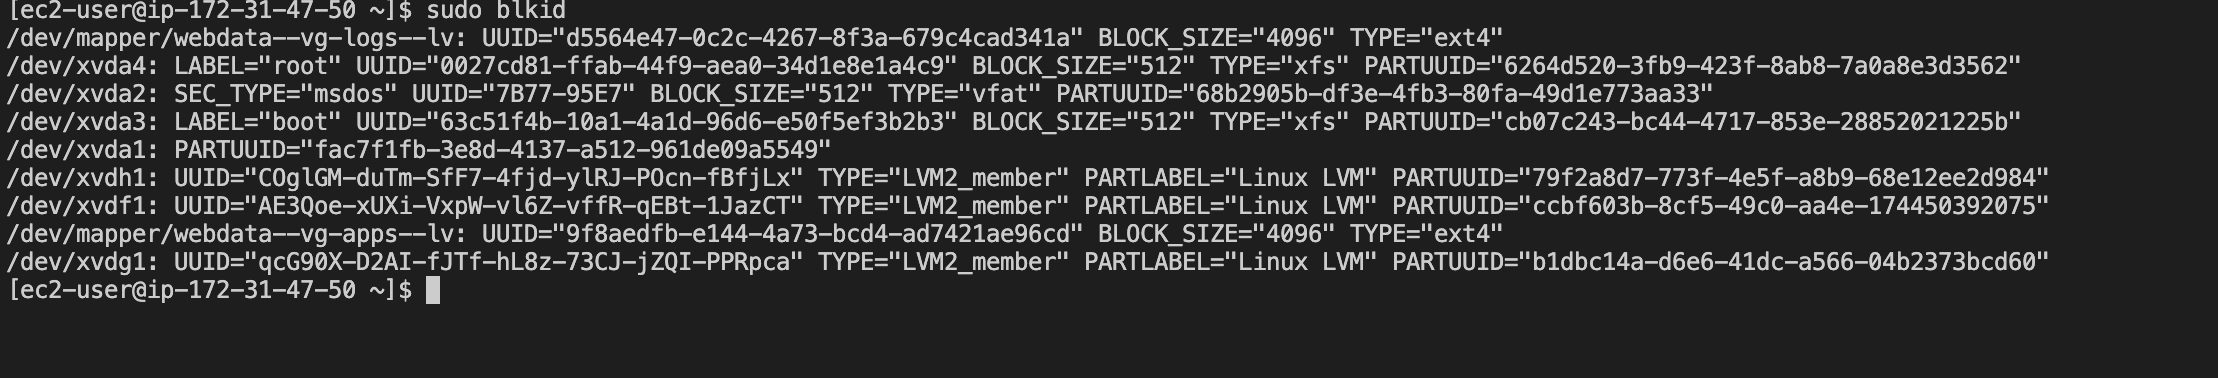 [ec2-user@ip-172-31-47-50 ~]$ sudo blkid
/dev/mapper/webdata--vg-logs--lv: UUID="d5564e47-0c2c-4267-8f3a-679c4cad341a" BLOCK_SIZE="4096" TYPE="ext4"
/dev/xvda4: LABEL="root" UUID="0027cd81-ffab-44f9-aea0-34d1e8e1a4c9" BLOCK_SIZE="512" TYPE="xfs" PARTUUID="6264d520-3fb9-423f-8ab8-7a0a8e3d3562"
/dev/xvda2: SEC_TYPE="msdos" UUID="7B77-95E7" BLOCK_SIZE="512" TYPE="vfat" PARTUUID="68b2905b-df3e-4fb3-80fa-49d1e773aa33"
/dev/xvda3: LABEL="boot" UUID="63c51f4b-10a1-4a1d-96d6-e50f5ef3b2b3" BLOCK_SIZE="512" TYPE="xfs" PARTUUID="cb07c243-bc44-4717-853e-28852021225b"
/dev/xvda1: PARTUUID="fac7f1fb-3e8d-4137-a512-961de09a5549"
/dev/xvdh1: UUID="COglGM-duTm-SfF7-4fjd-ylRJ-POcn-fBfjLx" TYPE="LVM2_member" PARTLABEL="Linux LVM" PARTUUID="79f2a8d7-773f-4e5f-a8b9-68e12ee2d984"
/dev/xvdf1: UUID="AE3Qoe-xUXi-VxpW-vl6Z-vffR-qEBt-1JazCT" TYPE="LVM2_member" PARTLABEL="Linux LVM" PARTUUID="ccbf603b-8cf5-49c0-aa4e-174450392075"
/dev/mapper/webdata--vg-apps--lv: UUID="9f8aedfb-e144-4a73-bcd4-ad7421ae96cd" BLOCK_SIZE="4096" TYPE="ext4"
/dev/xvdg1: UUID="qcG90X-D2AI-fJTf-hL8z-73CJ-jZQI-PPRpca" TYPE="LVM2_member" PARTLABEL="Linux LVM" PARTUUID="b1dbc14a-d6e6-41dc-a566-04b2373bcd60"
[ec2-user@ip-172-31-47-50 ~]$